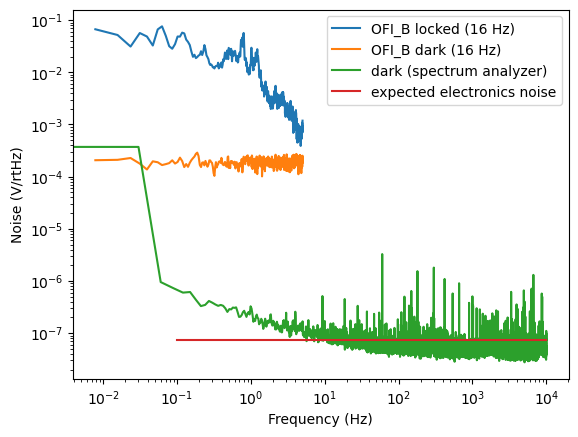 OFI_B locked (16 Hz)
OFI_B dark (16 Hz)
dark (spectrum analyzer)
expected electronics noise
Noise (V/rtHz)
10⁻¹
10⁻²
10⁻³
10⁻⁴
10⁻⁵
10⁻⁶
10⁻⁷
10⁻² 10⁻¹ 10⁰ 10¹ 10² 10³ 10⁴
Frequency (Hz)